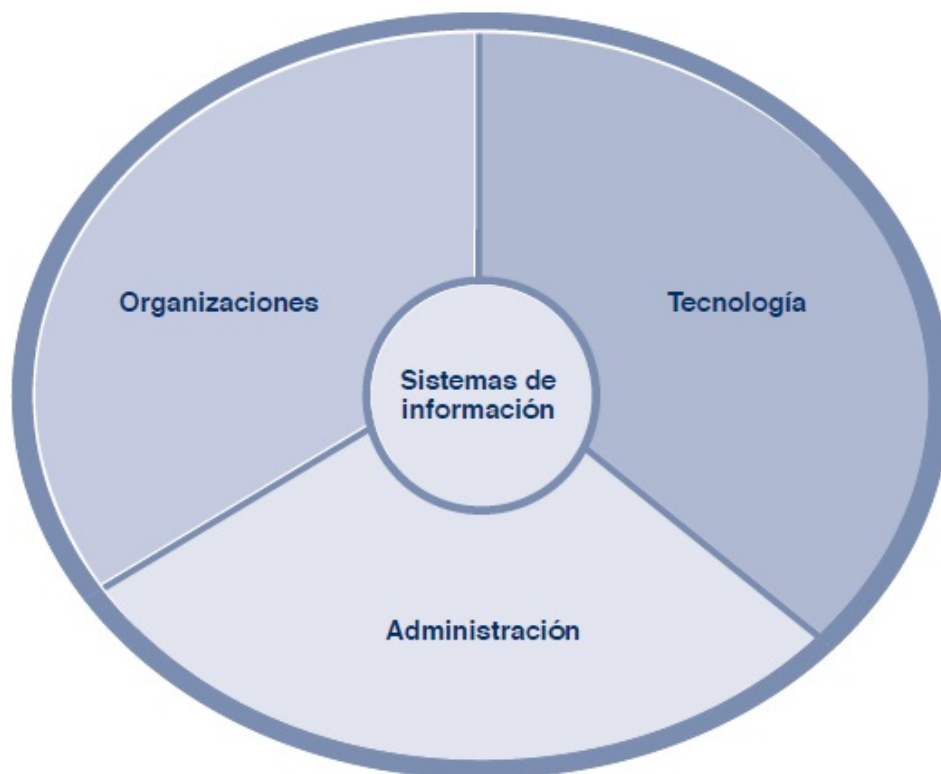 Organizaciones
Tecnología
Sistemas de
información
Administración